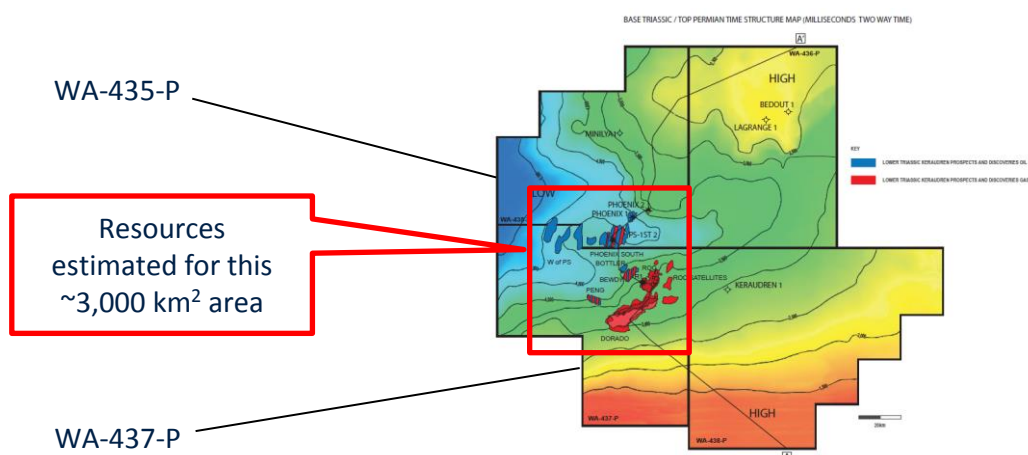 BASE TRIASSIC / TOP PERMIAN TIME STRUCTURE MAP (MILLISECONDS TWO WAY TIME)
A'
WA-436-P
HIGH
BEDOUT 1
LAGRANGE 1
MINILYA 1
WA-435-P
KEY
LOWER TRIASSIC KERAUDREN PROSPECTS AND DISCOVERIES OIL
LOWER TRIASSIC KERAUDREN PROSPECTS AND DISCOVERIES GAS
LOW
PHOENIX 2
PHOENIX 1
PS-1ST 2
Resources
estimated for this
~3,000 km² area
W of PS
PHOENIX SOUTH
BOTTLER
ROC SATELLITES
PENG
KERAUDREN 1
DORADO
WA-437-P
HIGH
WA-437-P
WA-438-P
20km